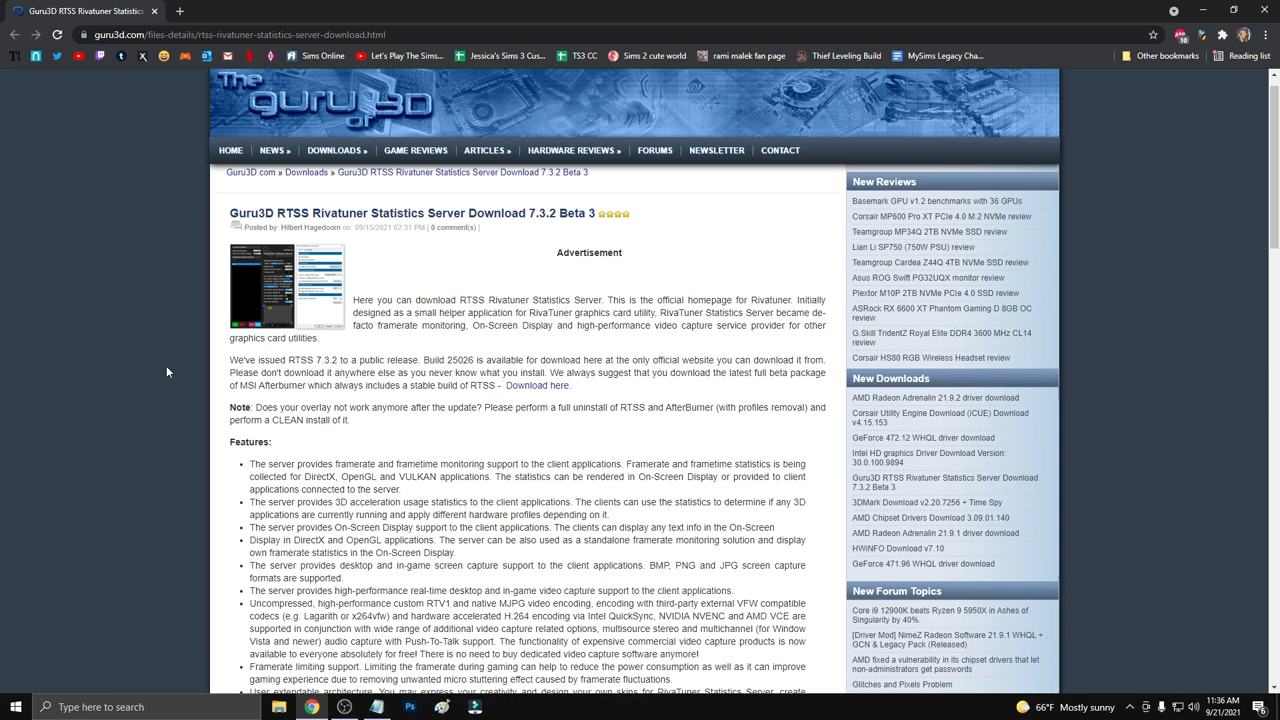 Guru3D RTSS Rivatuner Statistics
guru3d.com/files-details/rtss-rivatuner-statistics-server-download.html
10
Sims Online
Let's Play The Sims...
Jessica's Sims 3 Cus...
TS3 CC
Sims 2 cute world
rami malek fan page
Thief Leveling Build
MySims Legacy Cha...
Other bookmarks
Reading list
The
guru of 3D
HOME
NEWS »
DOWNLOADS »
GAME REVIEWS
ARTICLES »
HARDWARE REVIEWS »
FORUMS
NEWSLETTER
CONTACT
Guru3D.com » Downloads » Guru3D RTSS Rivatuner Statistics Server Download 7.3.2 Beta 3
Guru3D RTSS Rivatuner Statistics Server Download 7.3.2 Beta 3
Posted by: Hilbert Hagedoorn on: 09/15/2021 02:31 PM [ 0 comment(s) ]
Advertisement
Here you can download RTSS Rivatuner Statistics Server. This is the official homepage for Rivatuner. Initially
designed as a small helper application for RivaTuner graphics card utility, RivaTuner Statistics Server became de-
facto framerate monitoring, On-Screen Display and high-performance video capture service provider for other
graphics card utilities.
We've issued RTSS 7.3.2 to a public release. Build 25026 is available for download here at the only official website you can download it from.
Please don't download it anywhere else as you never know what you install. We always suggest that you download the latest full beta package
of MSI Afterburner which always includes a stable build of RTSS - Download here.
Note: Does your overlay not work anymore after the update? Please perform a full uninstall of RTSS and AfterBurner (with profiles removal) and
perform a CLEAN install of it.
Features:
• The server provides framerate and frametime monitoring support to the client applications. Framerate and frametime statistics is being
collected for DirectX, OpenGL and VULKAN applications. The statistics can be rendered in On-Screen Display or provided to client
applications connected to the server.
• The server provides 3D acceleration usage statistics to the client applications. The clients can use the statistics to determine if any 3D
applications are currently running and apply different hardware profiles depending on it.
• The server provides On-Screen Display support to the client applications. The clients can display any text info in the On-Screen
• Display in DirectX and OpenGL applications. The server can be also used as a standalone framerate monitoring solution and display
own framerate statistics in the On-Screen Display.
• The server provides desktop and in-game screen capture support to the client applications. BMP, PNG and JPG screen capture
formats are supported.
• The server provides high-performance real-time desktop and in-game video capture support to the client applications.
• Uncompressed, high-performance custom RTV1 and native MJPG video encoding, encoding with third-party external VFW compatible
codecs (e.g. Lagarith or x264vfw) and hardware accelerated H.264 encoding via Intel QuickSync, NVIDIA NVENC and AMD VCE are
supported in conjunction with wide range of additional video capture related options, multisource stereo and multichannel (for Window
Vista and newer) audio capture with Push-To-Talk support. The functionality of expensive commercial video capture products is now
available to everyone absolutely for free! There is no need to buy dedicated video capture software anymore!
• Framerate limiting support. Limiting the framerate during gaming can help to reduce the power consumption as well as it can improve
gaming experience due to removing unwanted micro stuttering effect caused by framerate fluctuations.
• User extendable architecture. You may express your creativity and design your own skins for RivaTuner Statistics Server, create
New Reviews
Basemark GPU v1.2 benchmarks with 36 GPUs
Corsair MP600 Pro XT PCIe 4.0 M.2 NVMe review
Teamgroup MP34Q 2TB NVMe SSD review
Lian Li SP750 (750W PSU) review
Teamgroup Cardea Z44Q 4TB NVMe SSD review
Asus ROG Swift PG32UQX monitor review
Plextor M10P 2TB NVMe PCIe 4.0 SSD review
ASRock RX 6600 XT Phantom Gaming D 8GB OC
review
G.Skill TridentZ Royal Elite DDR4 3600 MHz CL14
review
Corsair HS80 RGB Wireless Headset review
New Downloads
AMD Radeon Adrenalin 21.9.2 driver download
Corsair Utility Engine Download (iCUE) Download
v4.15.153
GeForce 472.12 WHQL driver download
Intel HD graphics Driver Download Version:
30.0.100.9894
Guru3D RTSS Rivatuner Statistics Server Download
7.3.2 Beta 3
3DMark Download v2.20.7256 + Time Spy
AMD Chipset Drivers Download 3.09.01.140
AMD Radeon Adrenalin 21.9.1 driver download
HWiNFO Download v7.10
GeForce 471.96 WHQL driver download
New Forum Topics
Core i9 12900K beats Ryzen 9 5950X in Ashes of
Singularity by 40%.
[Driver Mod] NimeZ Radeon Software 21.9.1 WHQL +
GCN & Legacy Pack (Released)
AMD fixed a vulnerability in its chipset drivers that let
non-administrators get passwords
Glitches and Pixels Problem
Type here to search
66°F Mostly sunny
11:36 AM
9/21/2021